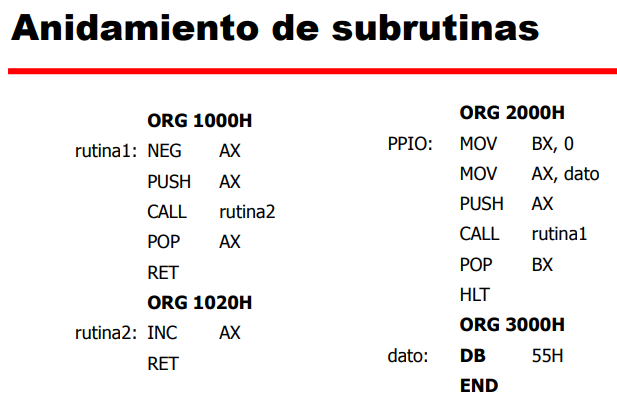 Anidamiento de subrutinas
ORG 1000H
rutina1: NEG AX
PUSH AX
CALL rutina2
POP AX
RET
ORG 1020H
rutina2: INC AX
RET
ORG 2000H
PPIO: MOV BX, 0
MOV AX, dato
PUSH AX
CALL rutina1
POP BX
HLT
ORG 3000H
dato: DB 55H
END